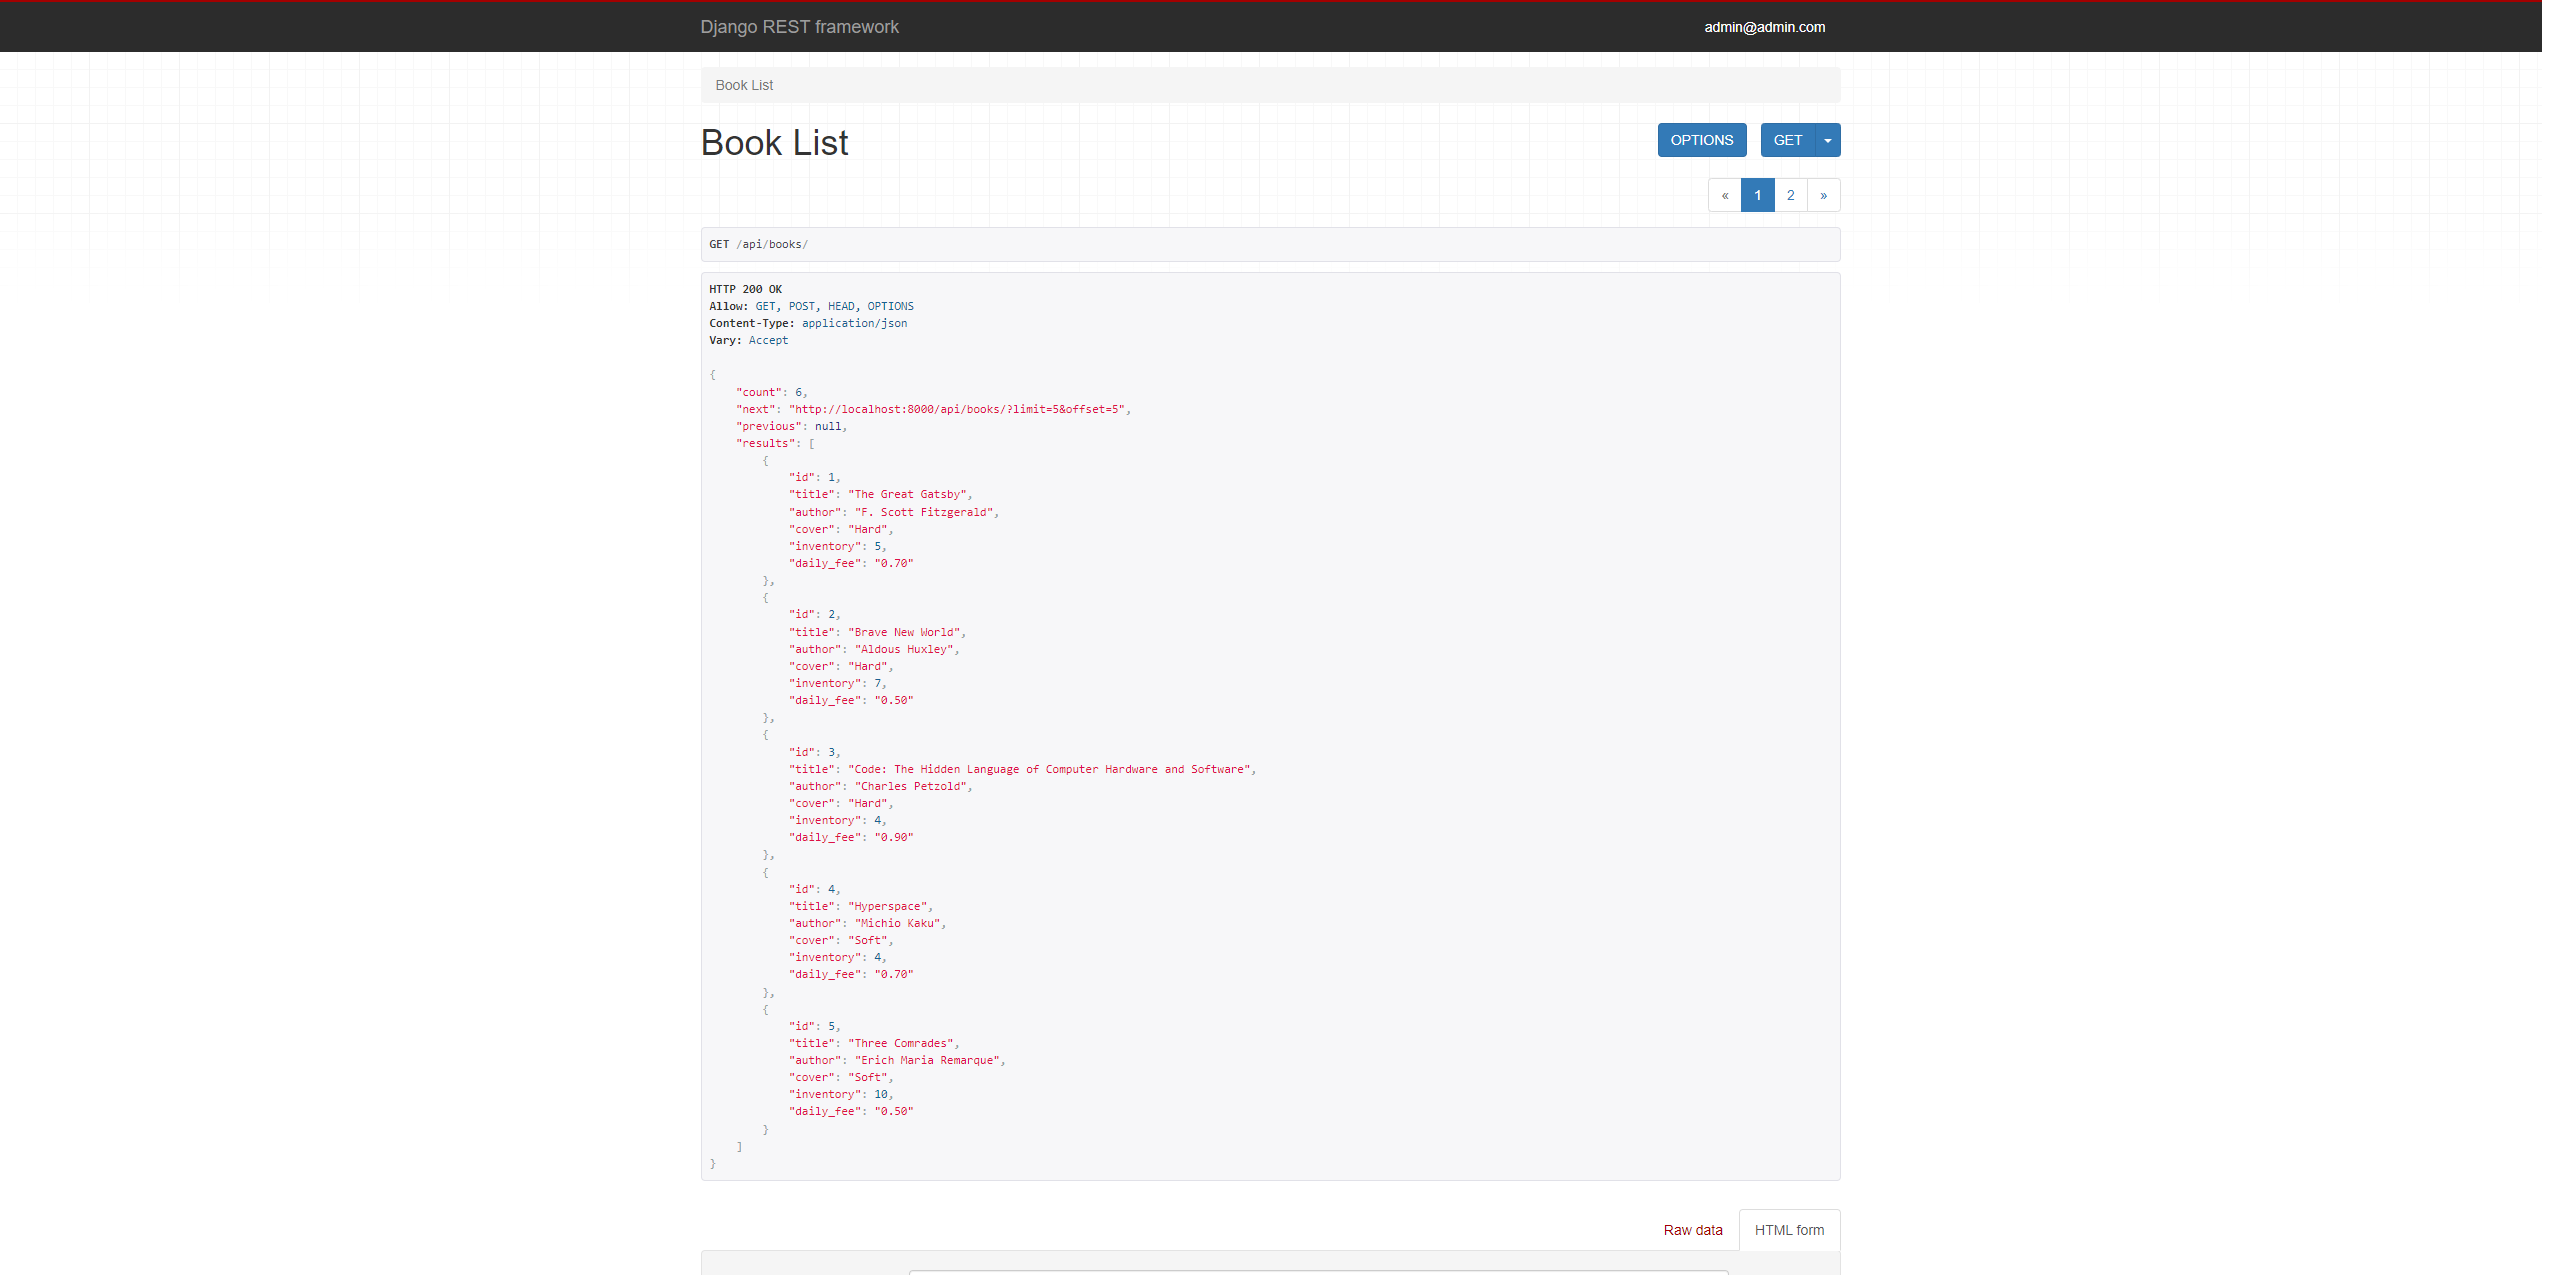 Django REST framework
admin@admin.com
Book List
Book List
OPTIONS
GET
« 1 2 »
GET /api/books/
HTTP 200 OK
Allow: GET, POST, HEAD, OPTIONS
Content-Type: application/json
Vary: Accept
{
    "count": 6,
    "next": "http://localhost:8000/api/books/?limit=5&offset=5",
    "previous": null,
    "results": [
        {
            "id": 1,
            "title": "The Great Gatsby",
            "author": "F. Scott Fitzgerald",
            "cover": "Hard",
            "inventory": 5,
            "daily_fee": "0.70"
        },
        {
            "id": 2,
            "title": "Brave New World",
            "author": "Aldous Huxley",
            "cover": "Hard",
            "inventory": 7,
            "daily_fee": "0.50"
        },
        {
            "id": 3,
            "title": "Code: The Hidden Language of Computer Hardware and Software",
            "author": "Charles Petzold",
            "cover": "Hard",
            "inventory": 4,
            "daily_fee": "0.90"
        },
        {
            "id": 4,
            "title": "Hyperspace",
            "author": "Michio Kaku",
            "cover": "Soft",
            "inventory": 4,
            "daily_fee": "0.70"
        },
        {
            "id": 5,
            "title": "Three Comrades",
            "author": "Erich Maria Remarque",
            "cover": "Soft",
            "inventory": 10,
            "daily_fee": "0.50"
        }
    ]
}
Raw data
HTML form